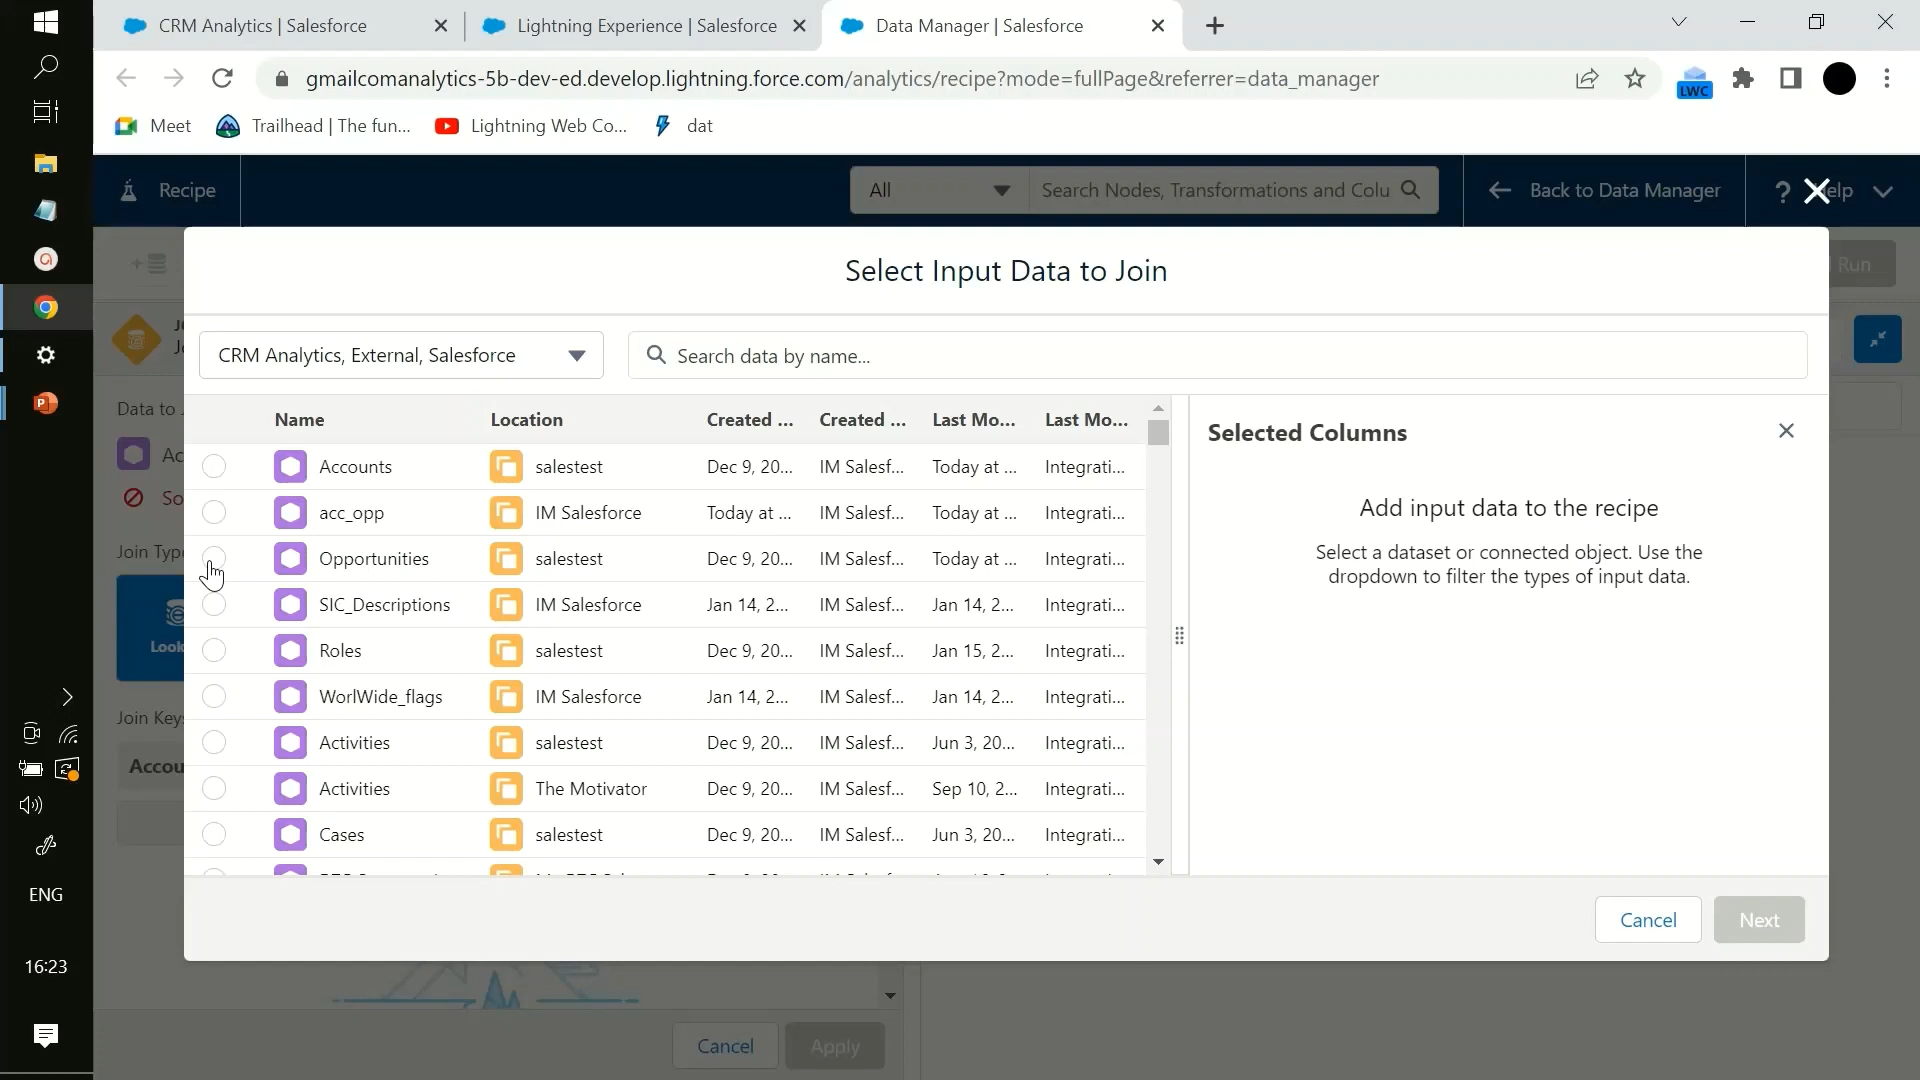 CRM Analytics | Salesforce
Lightning Experience | Salesforce
Data Manager | Salesforce
gmailcomanalytics-5b-dev-ed.develop.lightning.force.com/analytics/recipe?mode=fullPage&referrer=data_manager
LWC
Meet
Trailhead | The fun...
Lightning Web Co...
dat
Recipe
All
Search Nodes, Transformations and Colu
Back to Data Manager
? elp
Run
Select Input Data to Join
CRM Analytics, External, Salesforce
Search data by name...
Name Location Created ... Created ... Last Mo... Last Mo...
Accounts salestest Dec 9, 20... IM Salesf... Today at ... Integrati...
acc_opp IM Salesforce Today at ... IM Salesf... Today at ... Integrati...
Opportunities salestest Dec 9, 20... IM Salesf... Today at ... Integrati...
SIC_Descriptions IM Salesforce Jan 14, 2... IM Salesf... Jan 14, 2... Integrati...
Roles salestest Dec 9, 20... IM Salesf... Jan 15, 2... Integrati...
WorlWide_flags IM Salesforce Jan 14, 2... IM Salesf... Jan 14, 2... Integrati...
Activities salestest Dec 9, 20... IM Salesf... Jun 3, 20... Integrati...
Activities The Motivator Dec 9, 20... IM Salesf... Sep 10, 2... Integrati...
Cases salestest Dec 9, 20... IM Salesf... Jun 3, 20... Integrati...
Selected Columns
Add input data to the recipe
Select a dataset or connected object. Use the
dropdown to filter the types of input data.
Cancel
Next
Data to
Ac
So
Join Type
Look
Join Key
Accou
Cancel
Apply
ENG
16:23